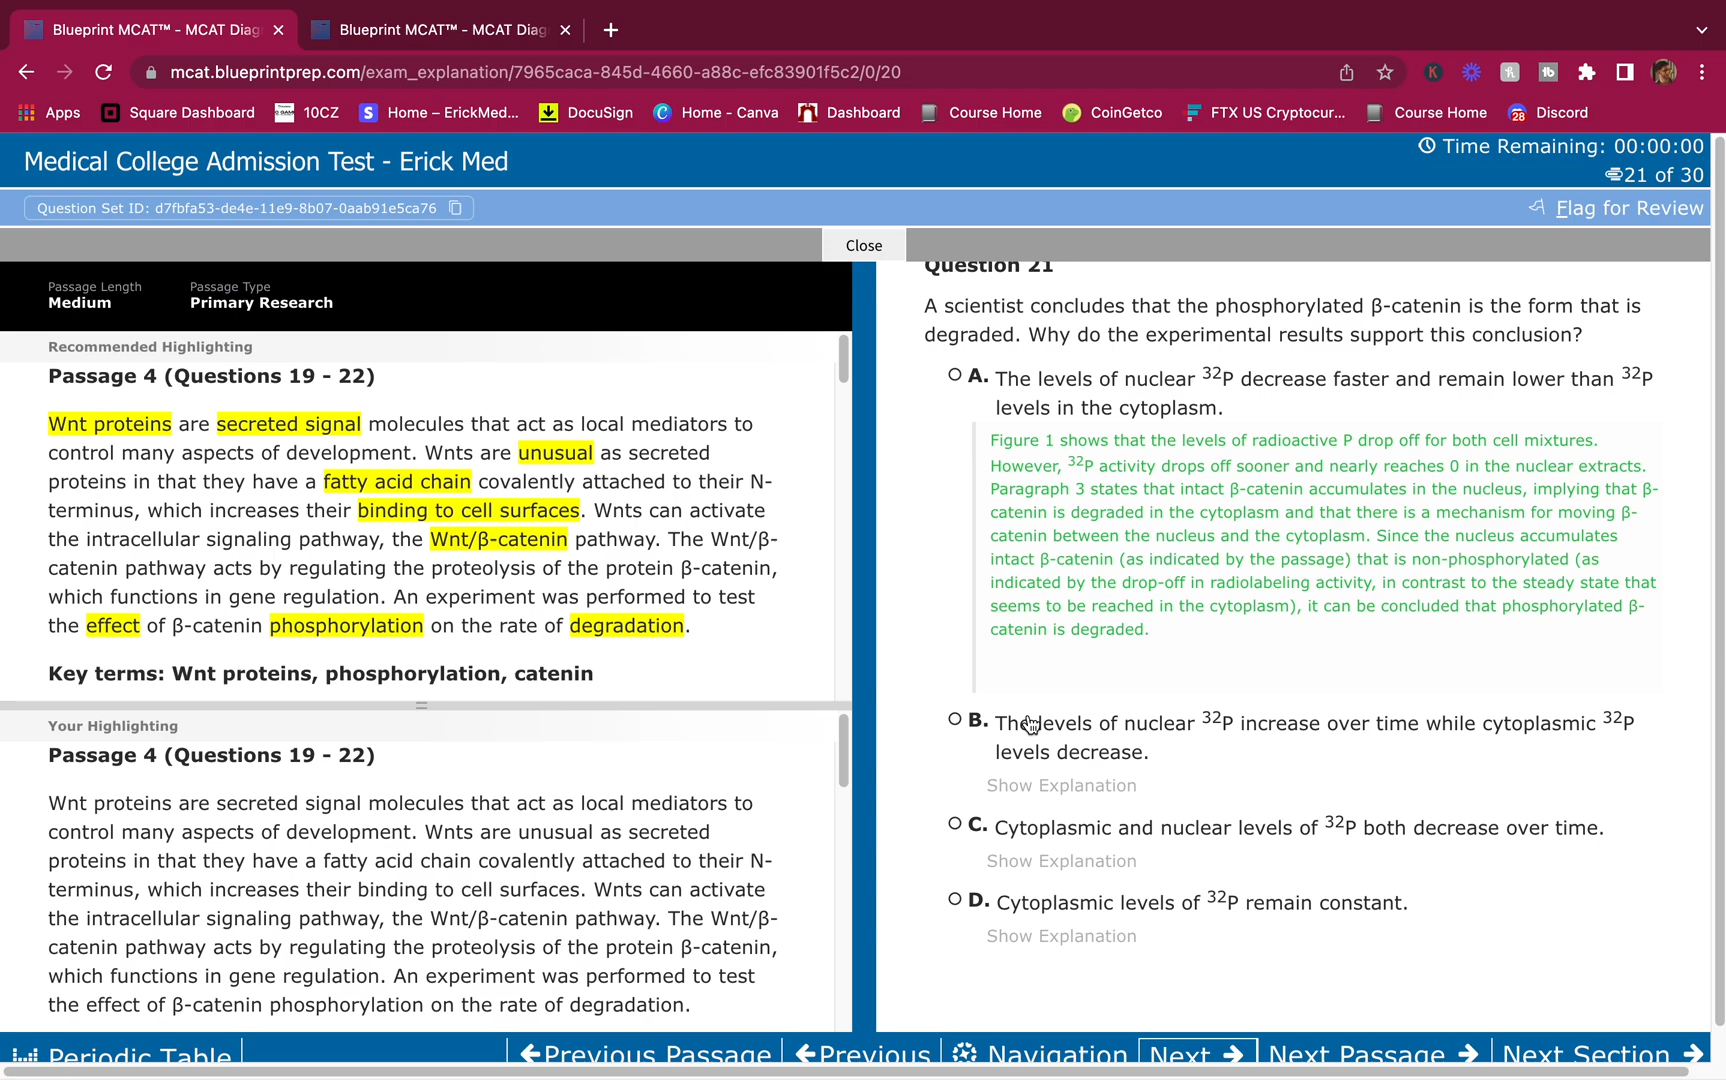 Blueprint MCAT™ - MCAT Diag
Blueprint MCAT™ - MCAT Diag
mcat.blueprintprep.com/exam_explanation/7965caca-845d-4660-a88c-efc83901f5c2/0/20
Apps Square Dashboard 10CZ Home – ErickMed... DocuSign Home - Canva Dashboard Course Home CoinGetco FTX US Cryptocur... Course Home 28 Discord
Medical College Admission Test - Erick Med
Time Remaining: 00:00:00
21 of 30
Question Set ID: d7fbfa53-de4e-11e9-8b07-0aab91e5ca76
Flag for Review
Close
Passage Length
Medium
Passage Type
Primary Research
Recommended Highlighting
Passage 4 (Questions 19 - 22)
Wnt proteins are secreted signal molecules that act as local mediators to
control many aspects of development. Wnts are unusual as secreted
proteins in that they have a fatty acid chain covalently attached to their N-
terminus, which increases their binding to cell surfaces. Wnts can activate
the intracellular signaling pathway, the Wnt/β-catenin pathway. The Wnt/β-
catenin pathway acts by regulating the proteolysis of the protein β-catenin,
which functions in gene regulation. An experiment was performed to test
the effect of β-catenin phosphorylation on the rate of degradation.
Key terms: Wnt proteins, phosphorylation, catenin
Your Highlighting
Passage 4 (Questions 19 - 22)
Wnt proteins are secreted signal molecules that act as local mediators to
control many aspects of development. Wnts are unusual as secreted
proteins in that they have a fatty acid chain covalently attached to their N-
terminus, which increases their binding to cell surfaces. Wnts can activate
the intracellular signaling pathway, the Wnt/β-catenin pathway. The Wnt/β-
catenin pathway acts by regulating the proteolysis of the protein β-catenin,
which functions in gene regulation. An experiment was performed to test
the effect of β-catenin phosphorylation on the rate of degradation.
Question 21
A scientist concludes that the phosphorylated β-catenin is the form that is
degraded. Why do the experimental results support this conclusion?
A. The levels of nuclear 32P decrease faster and remain lower than 32P
levels in the cytoplasm.
Figure 1 shows that the levels of radioactive P drop off for both cell mixtures.
However, 32P activity drops off sooner and nearly reaches 0 in the nuclear extracts.
Paragraph 3 states that intact β-catenin accumulates in the nucleus, implying that β-
catenin is degraded in the cytoplasm and that there is a mechanism for moving β-
catenin between the nucleus and the cytoplasm. Since the nucleus accumulates
intact β-catenin (as indicated by the passage) that is non-phosphorylated (as
indicated by the drop-off in radiolabeling activity, in contrast to the steady state that
seems to be reached in the cytoplasm), it can be concluded that phosphorylated β-
catenin is degraded.
B. The levels of nuclear 32P increase over time while cytoplasmic 32P
levels decrease.
Show Explanation
C. Cytoplasmic and nuclear levels of 32P both decrease over time.
Show Explanation
D. Cytoplasmic levels of 32P remain constant.
Show Explanation
Periodic Table
Previous Passage
Previous
Navigation
Next
Next Passage
Next Section